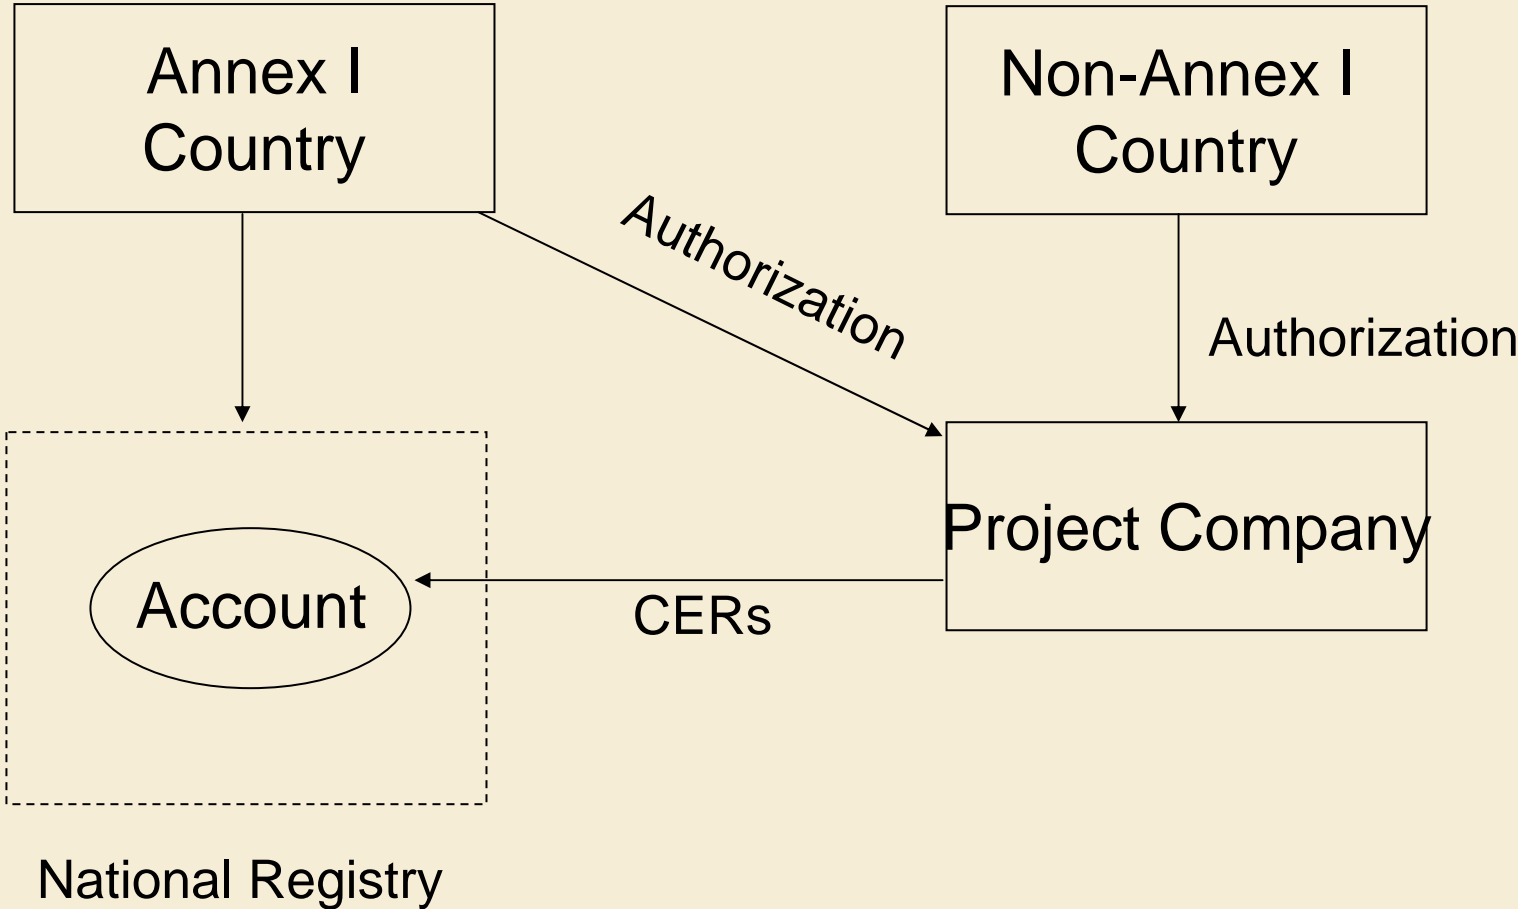 Annex I
Country
Non-Annex I
Country
Authorization
Authorization
Project Company
Account
CERs
National Registry